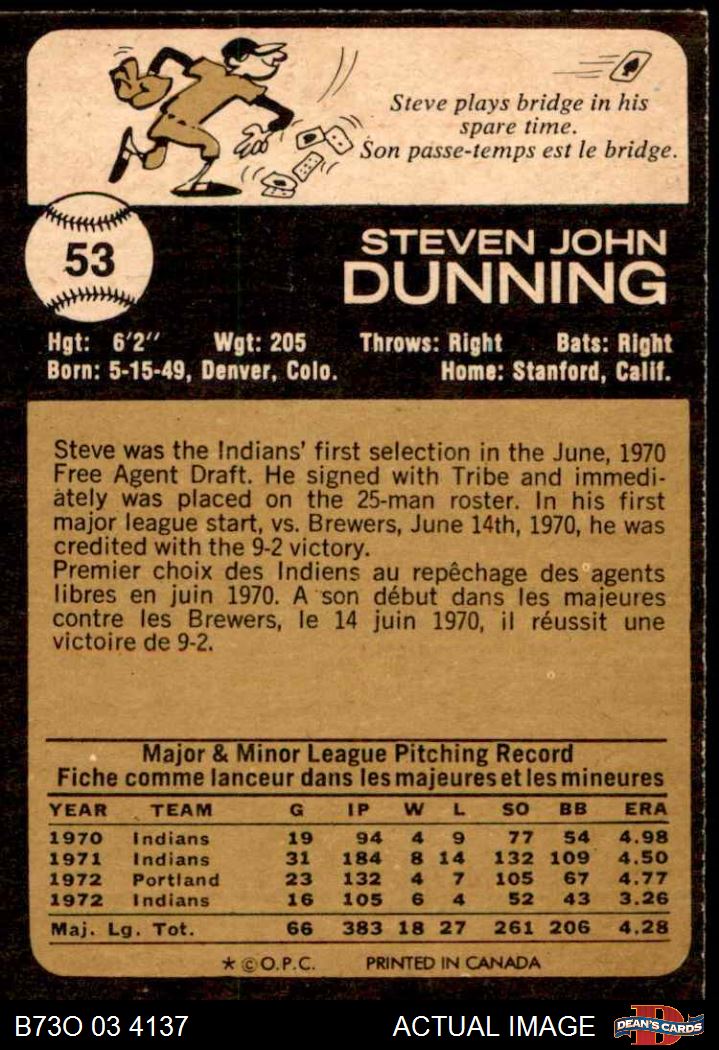 Steve plays bridge in his
spare time.
Son passe-temps est le bridge.
53
STEVEN JOHN
DUNNING
Hgt: 6'2" Wgt: 205 Throws: Right Bats: Right
Born: 5-15-49, Denver, Colo. Home: Stanford, Calif.
Steve was the Indians' first selection in the June, 1970
Free Agent Draft. He signed with Tribe and immedi-
ately was placed on the 25-man roster. In his first
major league start, vs. Brewers, June 14th, 1970, he was
credited with the 9-2 victory.
Premier choix des Indiens au repêchage des agents
libres en juin 1970. A son début dans les majeures
contre les Brewers, le 14 juin 1970, il réussit une
victoire de 9-2.
Major & Minor League Pitching Record
Fiche comme lanceur dans les majeures et les mineures
YEAR TEAM G IP W L SO BB ERA
1970 Indians 19 94 4 9 77 54 4.98
1971 Indians 31 184 8 14 132 109 4.50
1972 Portland 23 132 4 7 105 67 4.77
1972 Indians 16 105 6 4 52 43 3.26
Maj. Lg. Tot. 66 383 18 27 261 206 4.28
* © O.P.C. PRINTED IN CANADA
B73O 03 4137 ACTUAL IMAGE D DEAN'S CARDS